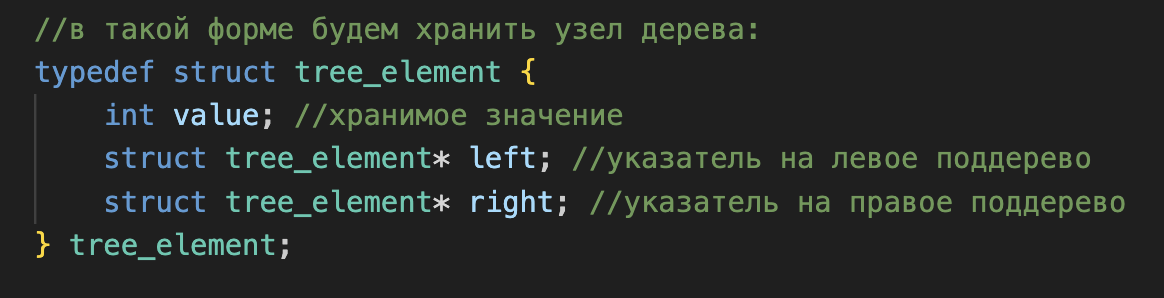 //в такой форме будем хранить узел дерева:
typedef struct tree_element {
    int value; //хранимое значение
    struct tree_element* left; //указатель на левое поддерево
    struct tree_element* right; //указатель на правое поддерево
} tree_element;